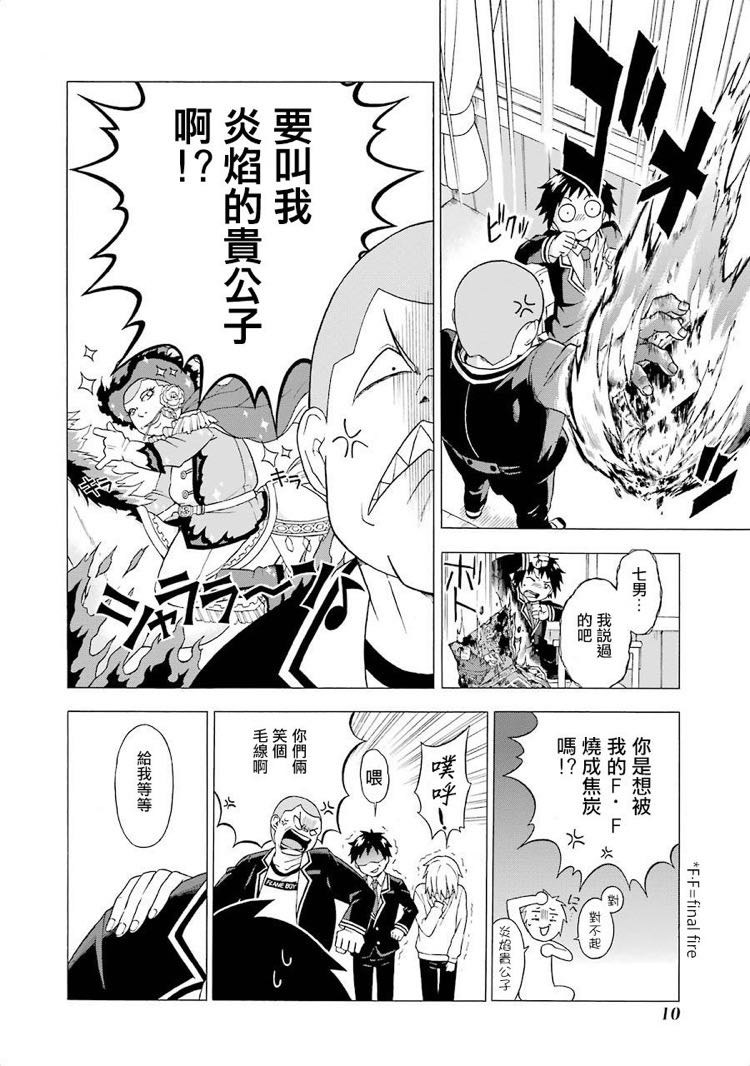 ゴオ
ビクッ
七男…
我說過
的吧
ボト
要叫我
炎焰的貴公子
啊!?
キラ
キラ
シャララ〜ン
你是想被
我的F·F
燒成焦炭
嗎!?
*F·F=final fire
對
對不起
炎焰貴公子
噗呼!
喂
你們倆
笑個
毛線啊
FLAME BOY
給我等等
10